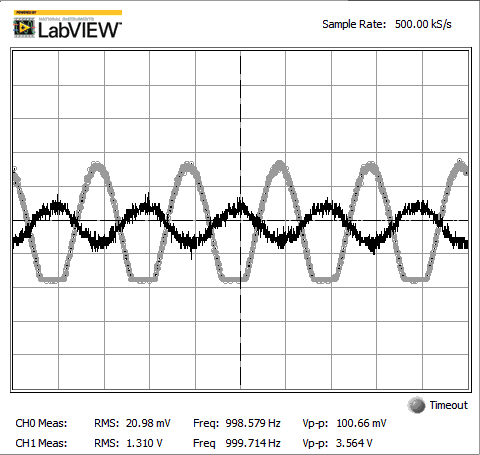 POWERED BY
NATIONAL INSTRUMENTS
LabVIEW™
Sample Rate: 500.00 kS/s
Timeout
CH0 Meas: RMS: 20.98 mV Freq: 998.579 Hz Vp-p: 100.66 mV
CH1 Meas: RMS: 1.310 V Freq 999.714 Hz Vp-p: 3.564 V